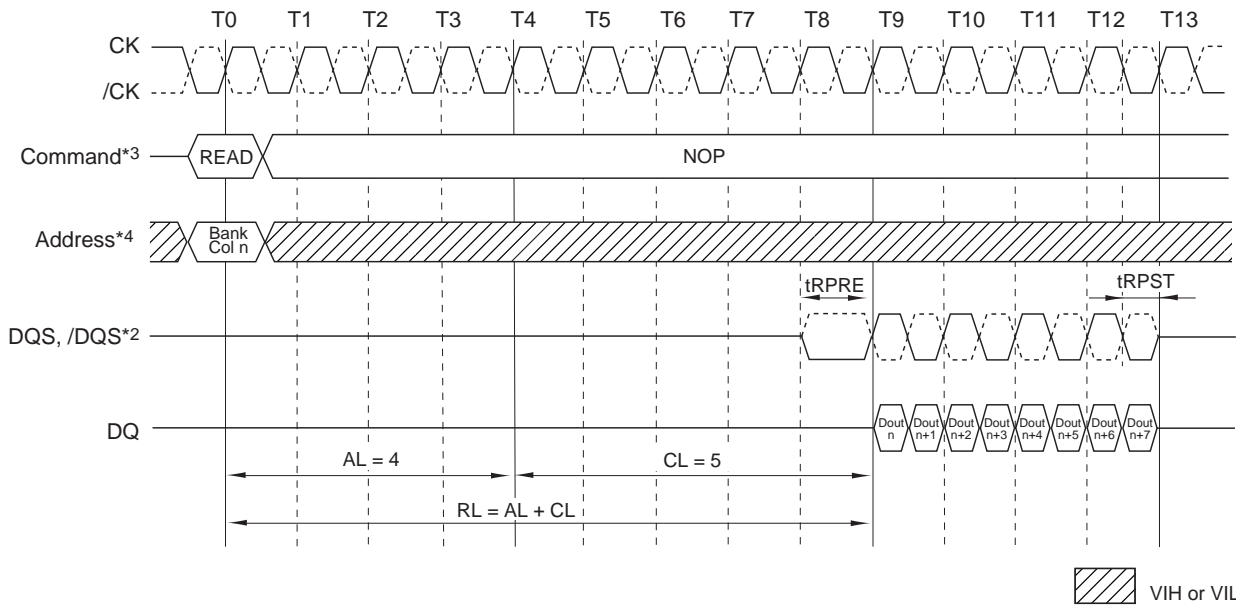 T0 T1 T2 T3 T4 T5 T6 T7 T8 T9 T10 T11 T12 T13
CK
/CK
Command*3 READ NOP
Address*4 Bank
Col n
tRPRE tRPST
DQS, /DQS*2
DQ Dout Dout Dout Dout Dout Dout Dout Dout
n n+1 n+2 n+3 n+4 n+5 n+6 n+7
AL = 4 CL = 5
RL = AL + CL
VIH or VIL